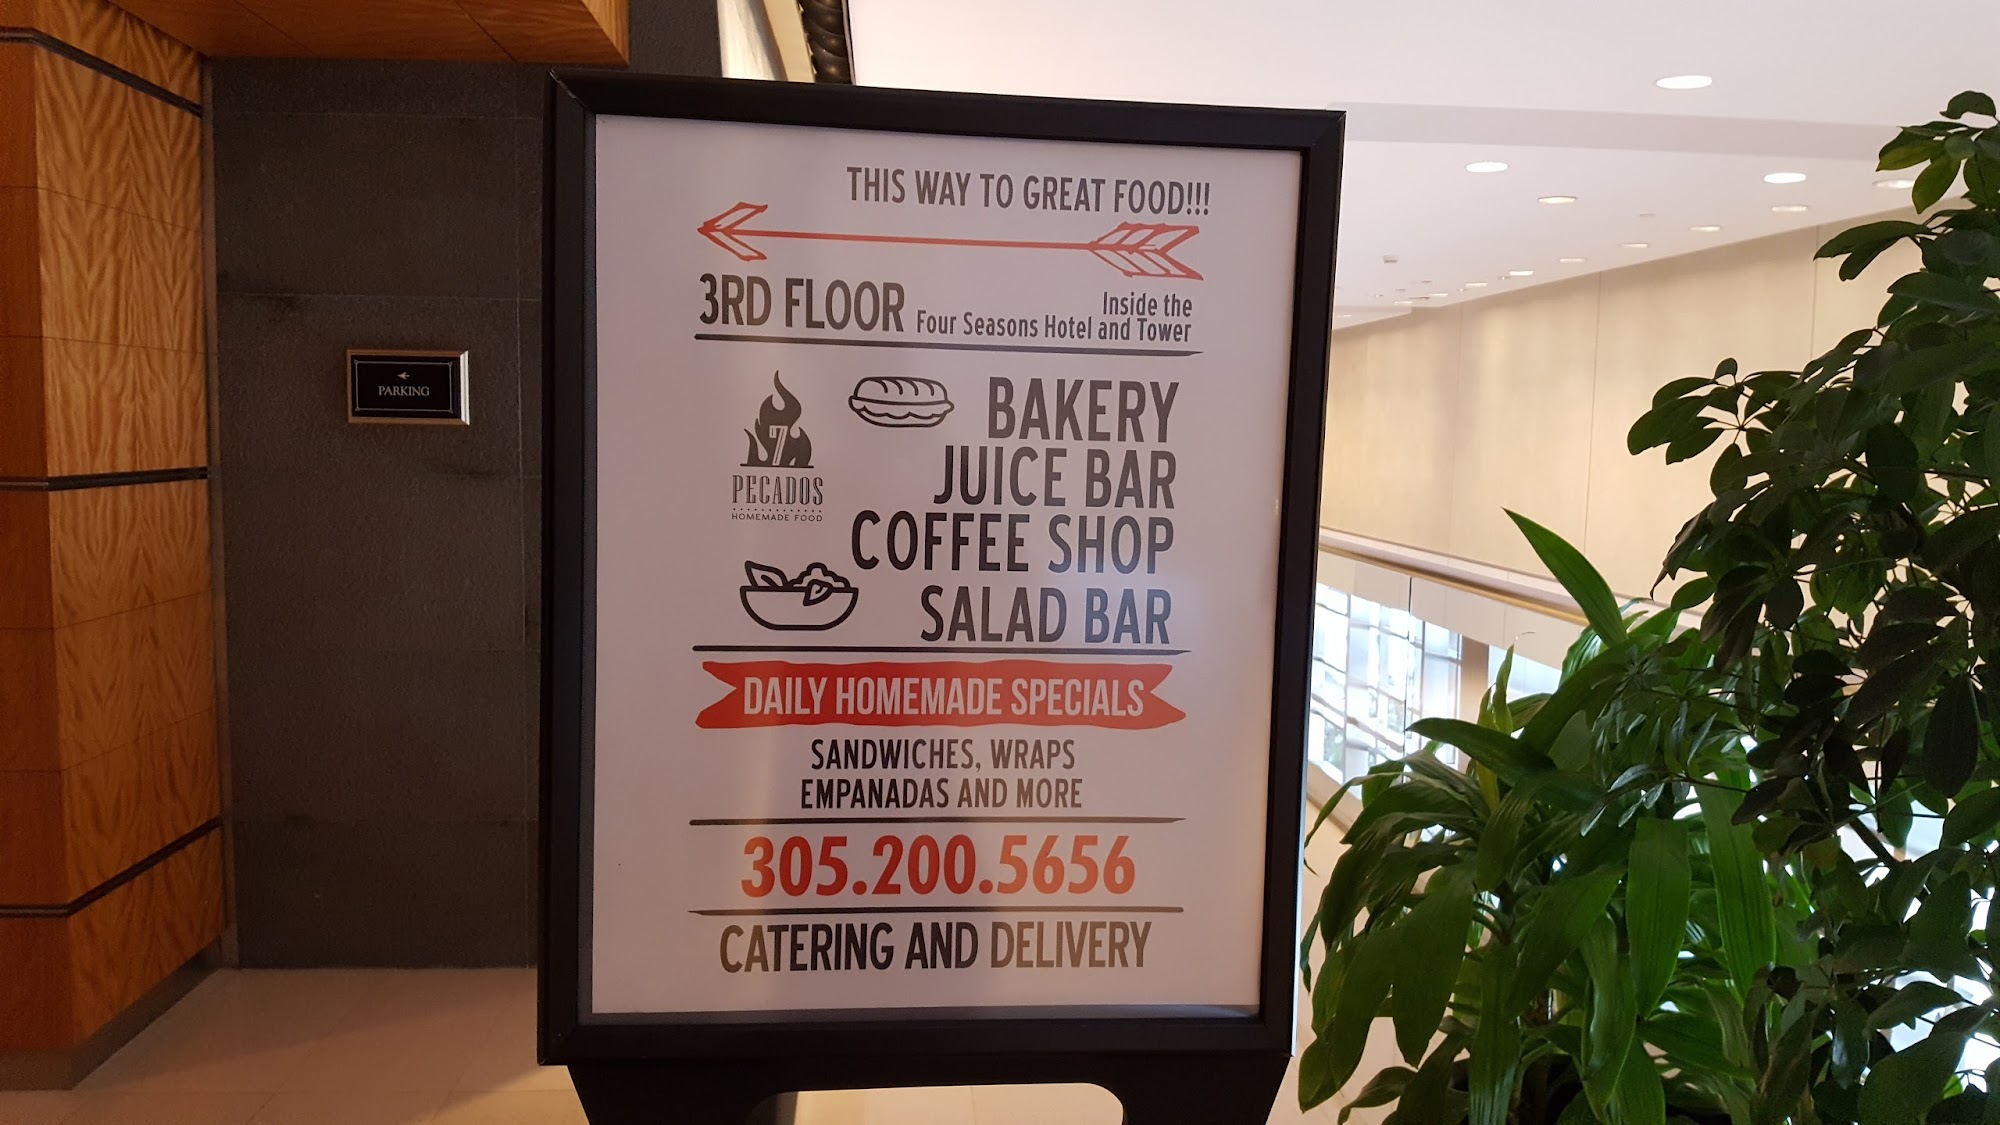 THIS WAY TO GREAT FOOD!!!
3RD FLOOR
Inside the
Four Seasons Hotel and Tower
PARKING
7
PECADOS
HOMEMADE FOOD
BAKERY
JUICE BAR
COFFEE SHOP
SALAD BAR
DAILY HOMEMADE SPECIALS
SANDWICHES, WRAPS
EMPANADAS AND MORE
305.200.5656
CATERING AND DELIVERY